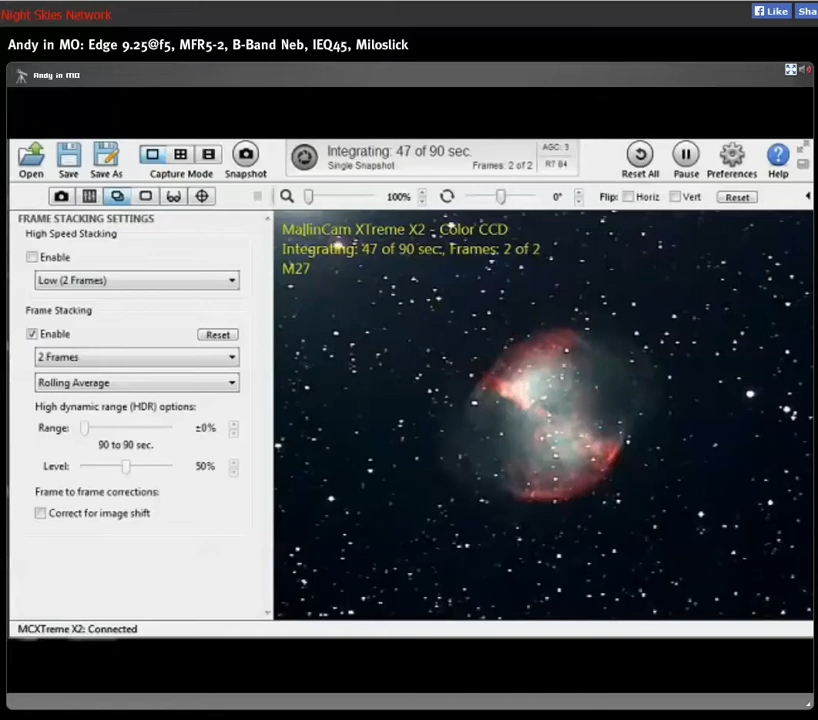 Night Skies Network
Like
Sha
Andy in MO: Edge 9.25@f5, MFR5-2, B-Band Neb, IEQ45, Miloslick
Andy in MO
Open
Save
Save As
Capture Mode
Snapshot
Integrating: 47 of 90 sec.
Single Snapshot
Frames: 2 of 2
AGC: 3
R7 B4
Reset All
Pause
Preferences
Help
100%
0°
Flip:
Horiz
Vert
Reset
FRAME STACKING SETTINGS
High Speed Stacking
Enable
Low (2 Frames)
Frame Stacking
Enable
Reset
2 Frames
Rolling Average
High dynamic range (HDR) options:
Range:
±0%
90 to 90 sec.
Level:
50%
Frame to frame corrections:
Correct for image shift
MallinCam XTreme X2 - Color CCD
Integrating: 47 of 90 sec., Frames: 2 of 2
M27
MCXTreme X2: Connected